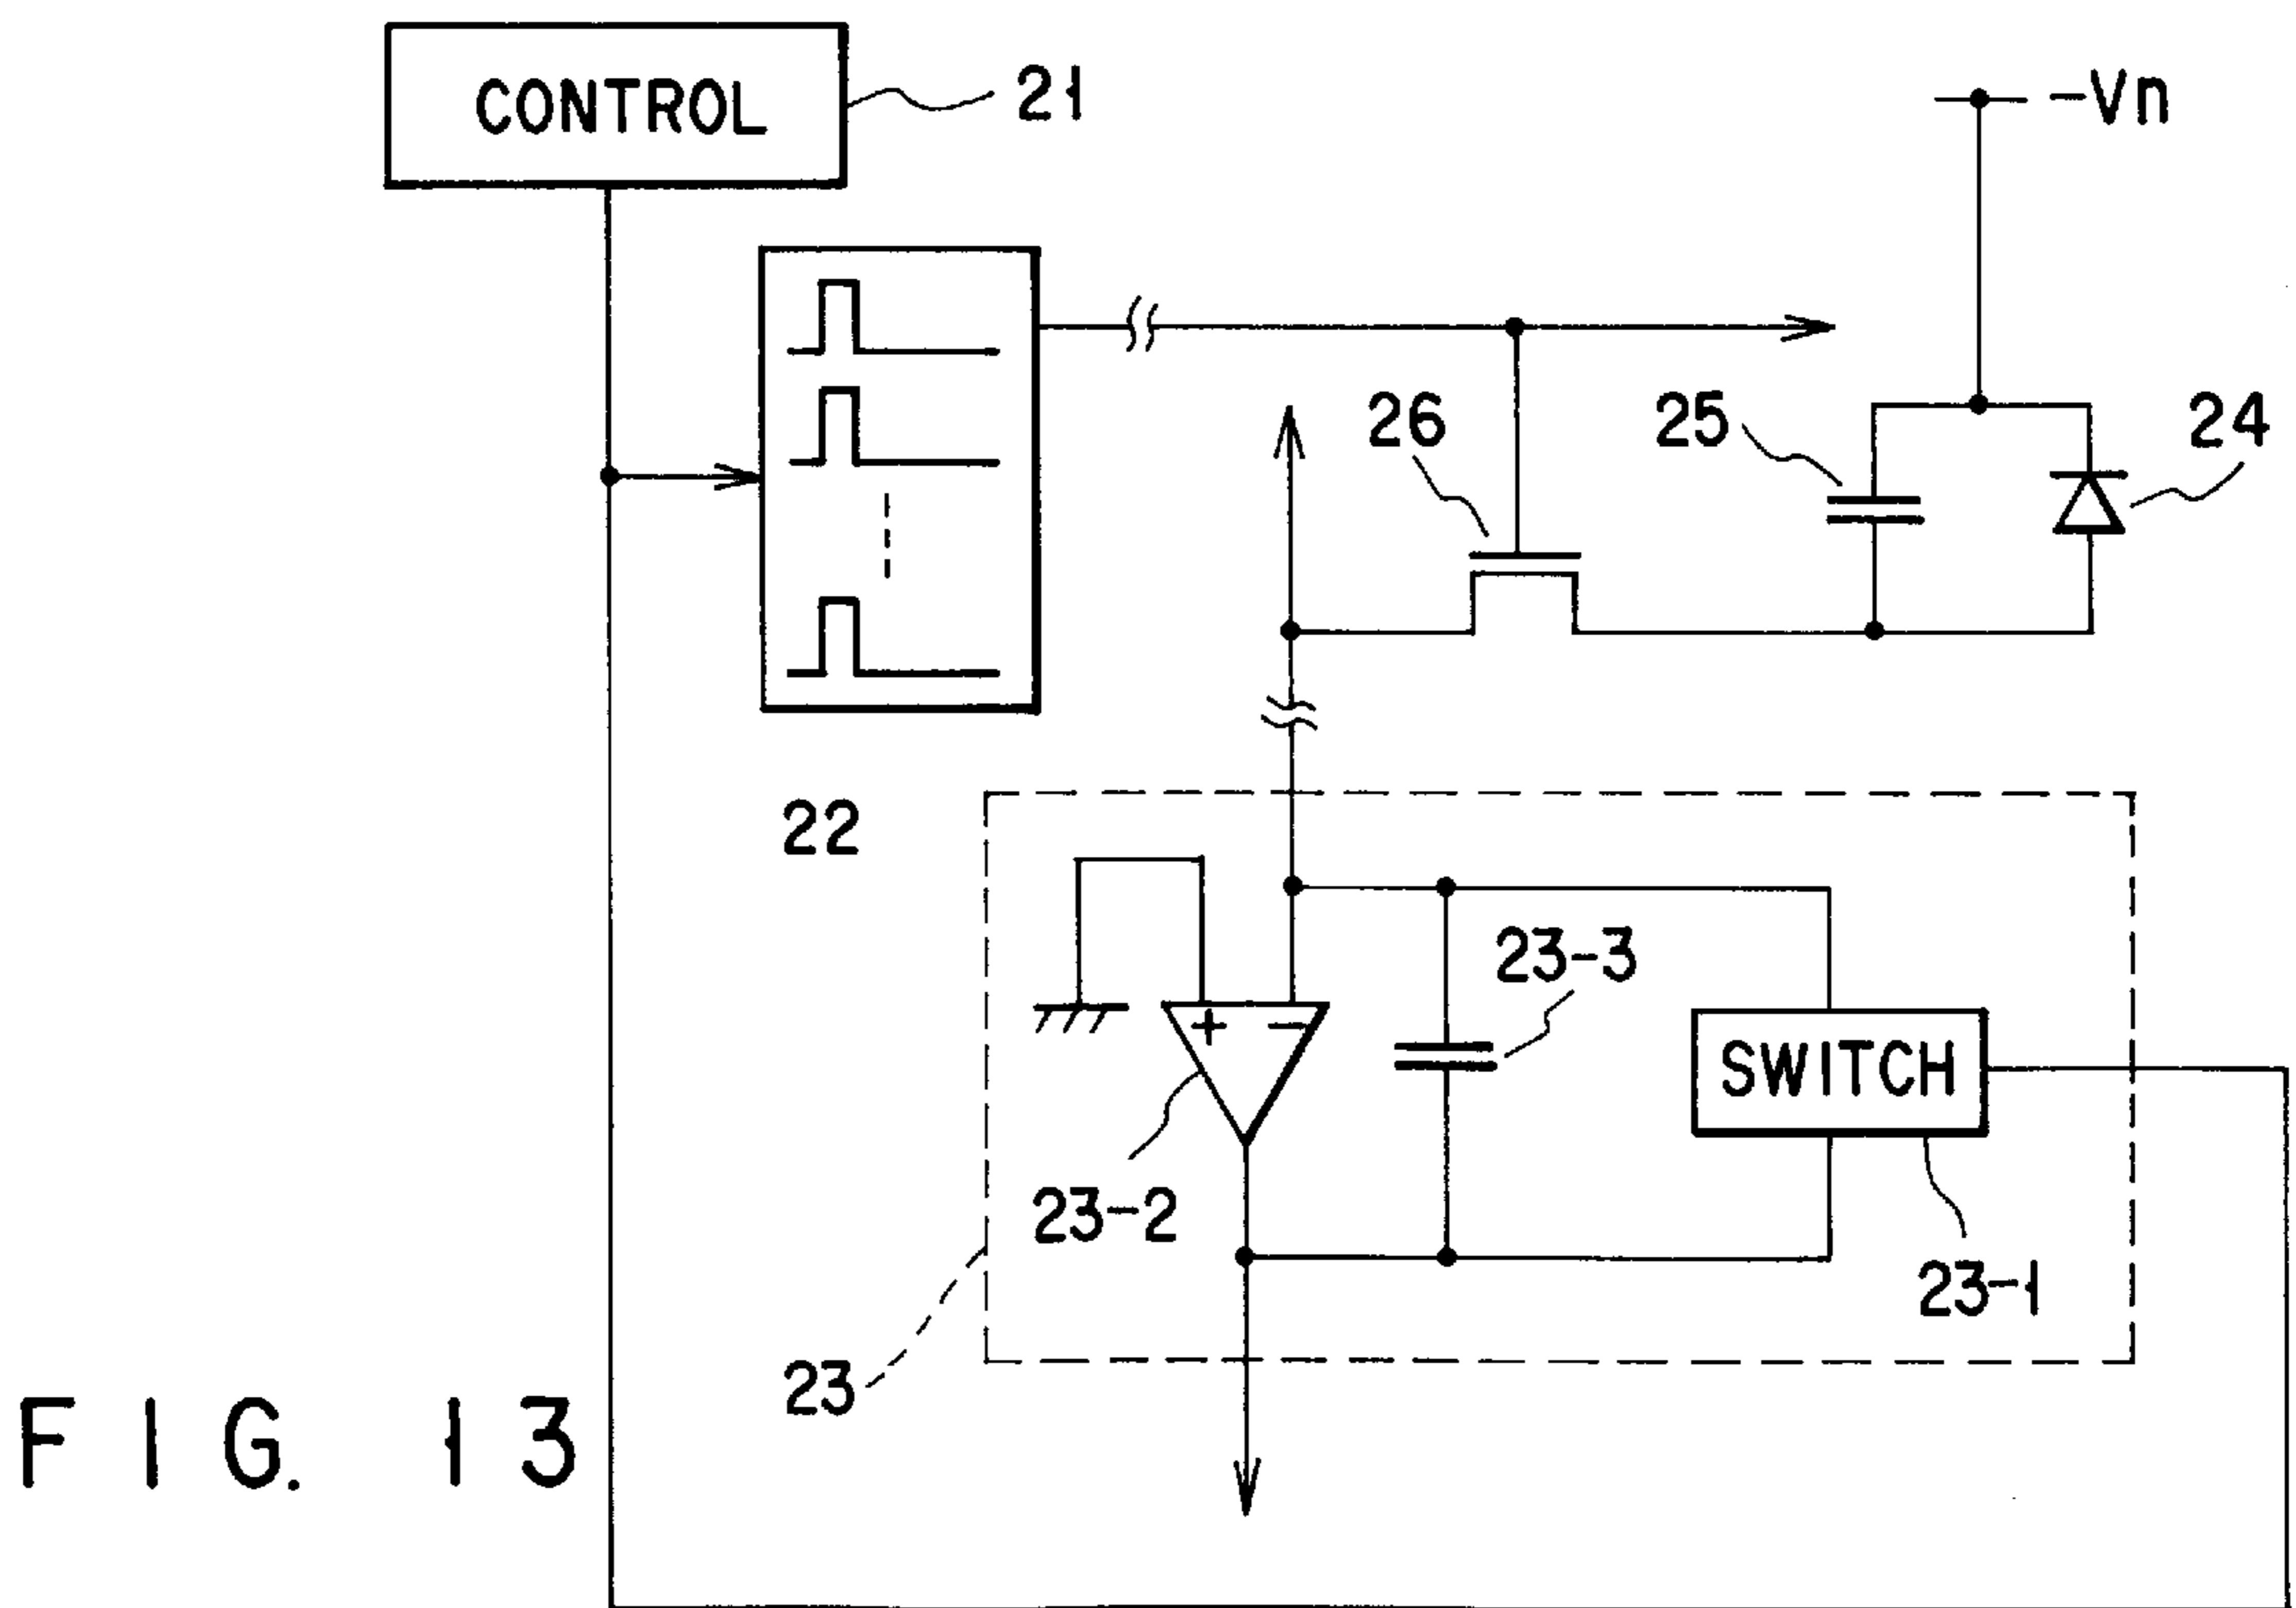 CONTROL
21
-Vn
26
25
24
22
+
−
23-3
SWITCH
23-2
23-1
23
FIG. 13